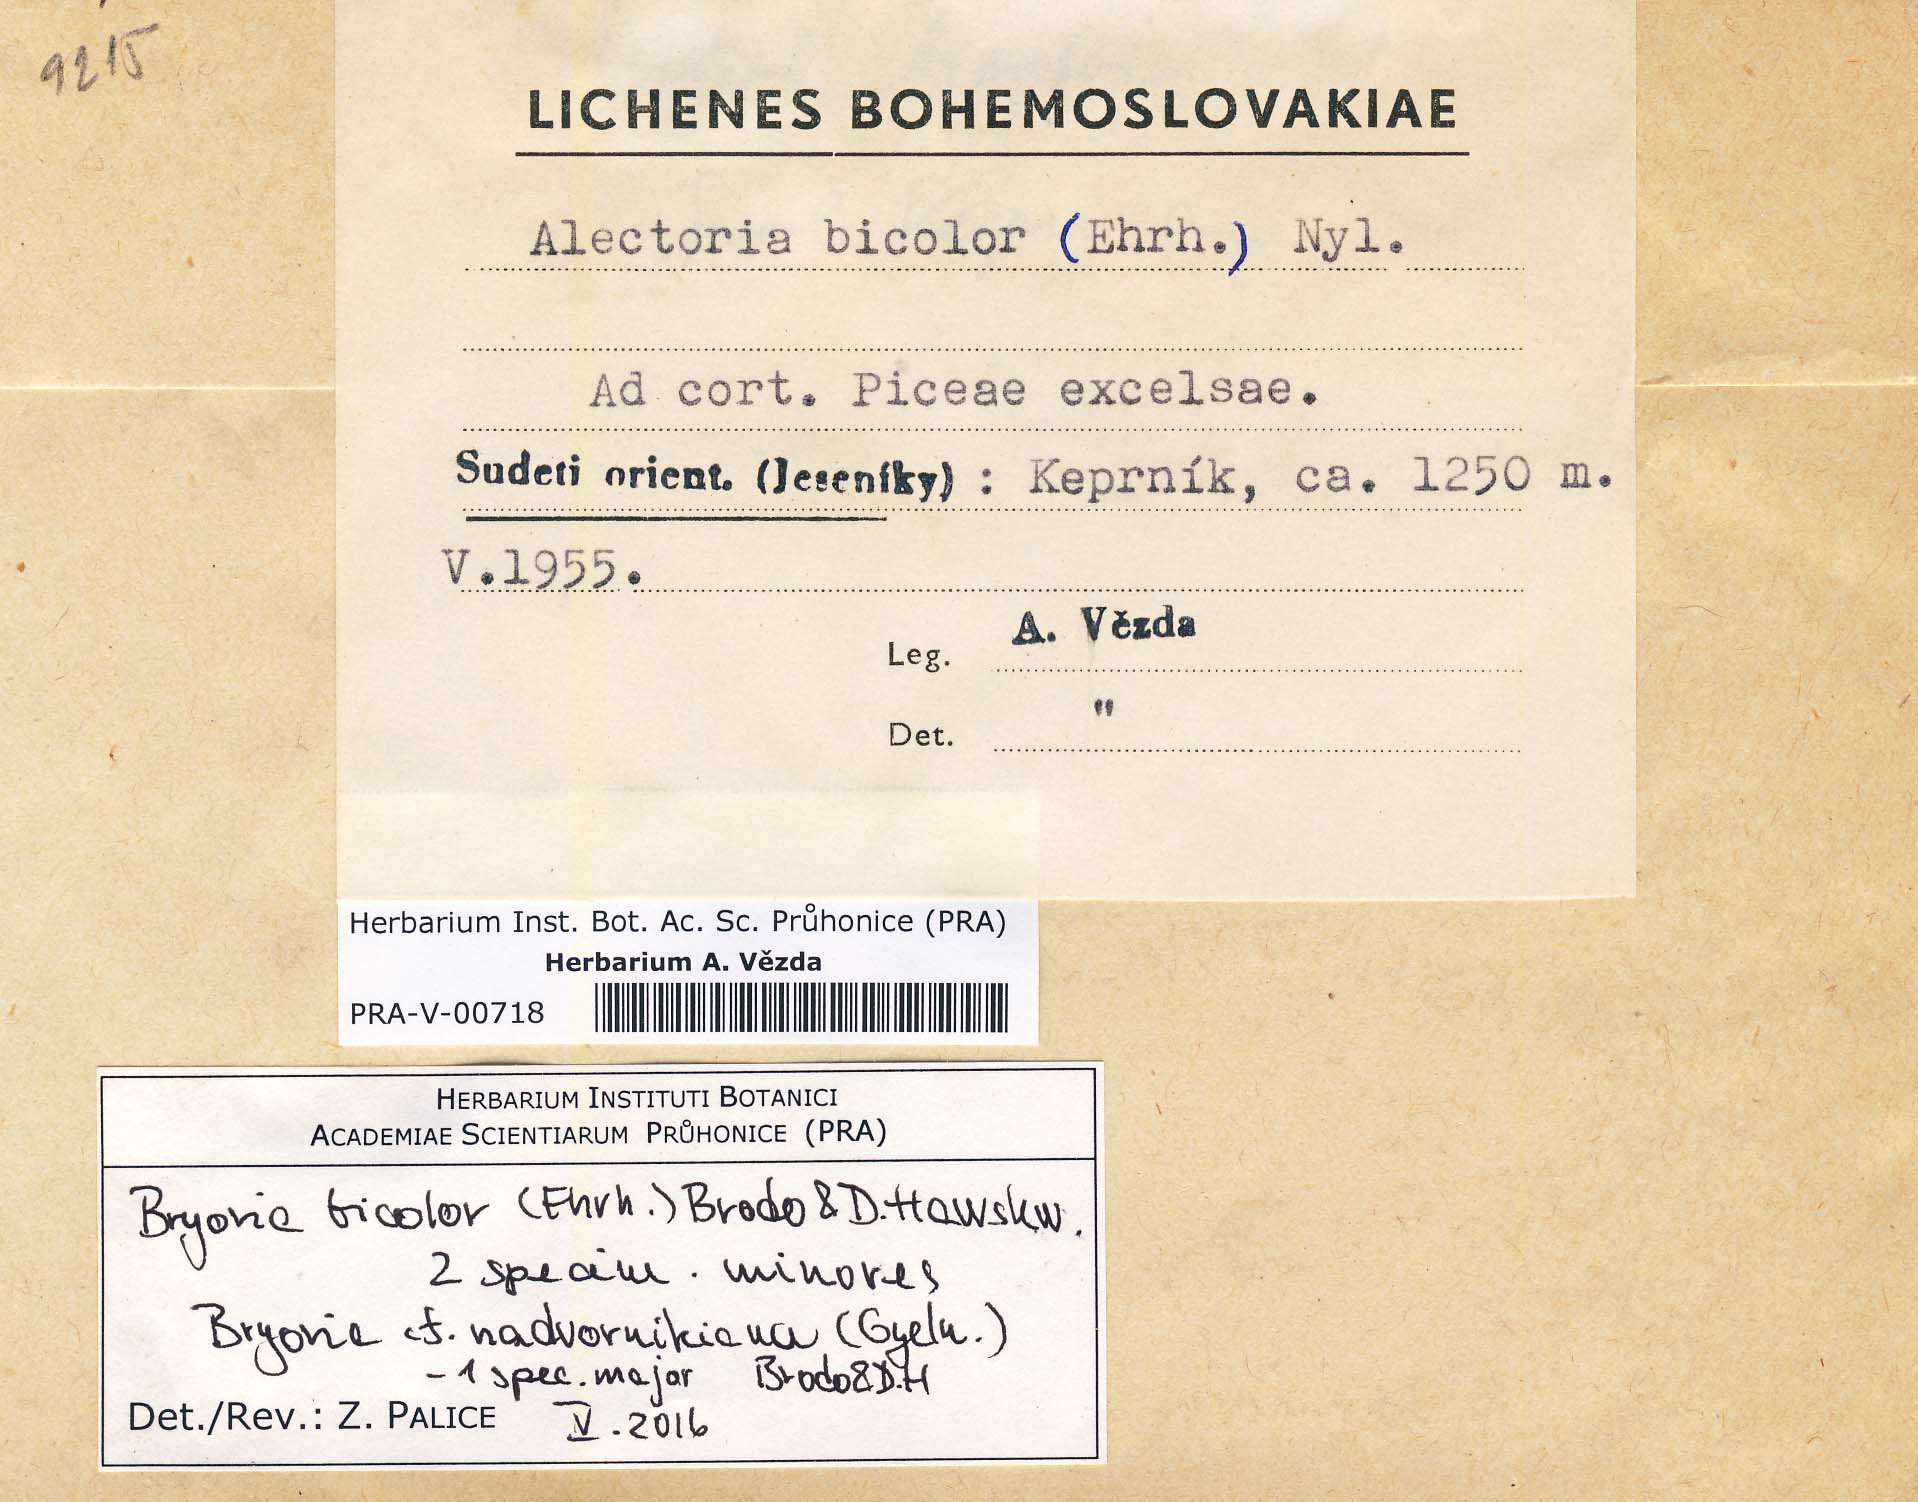 9215
LICHENES BOHEMOSLOVAKIAE
Alectoria bicolor (Ehrh.) Nyl.
Ad cort. Piceae excelsae.
Sudeti orient. (Jeseníky) : Keprník, ca. 1250 m.
V.1955.
Leg. A. Vězda
Det. "
Herbarium Inst. Bot. Ac. Sc. Průhonice (PRA)
Herbarium A. Vězda
PRA-V-00718
HERBARIUM INSTITUTI BOTANICI
ACADEMIAE SCIENTIARUM PRŮHONICE (PRA)
Bryoria bicolor (Ehrh.) Brodo & D. Hawskw.
2 specim. minores
Bryoria cf. nadvornikiana (Gyeln.)
- 1 spec. major Brodo & D.H
Det./Rev.: Z. PALICE V. 2016